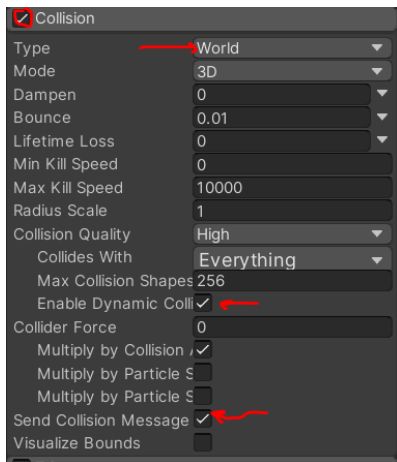 Collision
Type World
Mode 3D
Dampen 0
Bounce 0.01
Lifetime Loss 0
Min Kill Speed 0
Max Kill Speed 10000
Radius Scale 1
Collision Quality High
Collides With Everything
Max Collision Shapes 256
Enable Dynamic Colli
Collider Force 0
Multiply by Collision
Multiply by Particle S
Multiply by Particle S
Send Collision Message
Visualize Bounds